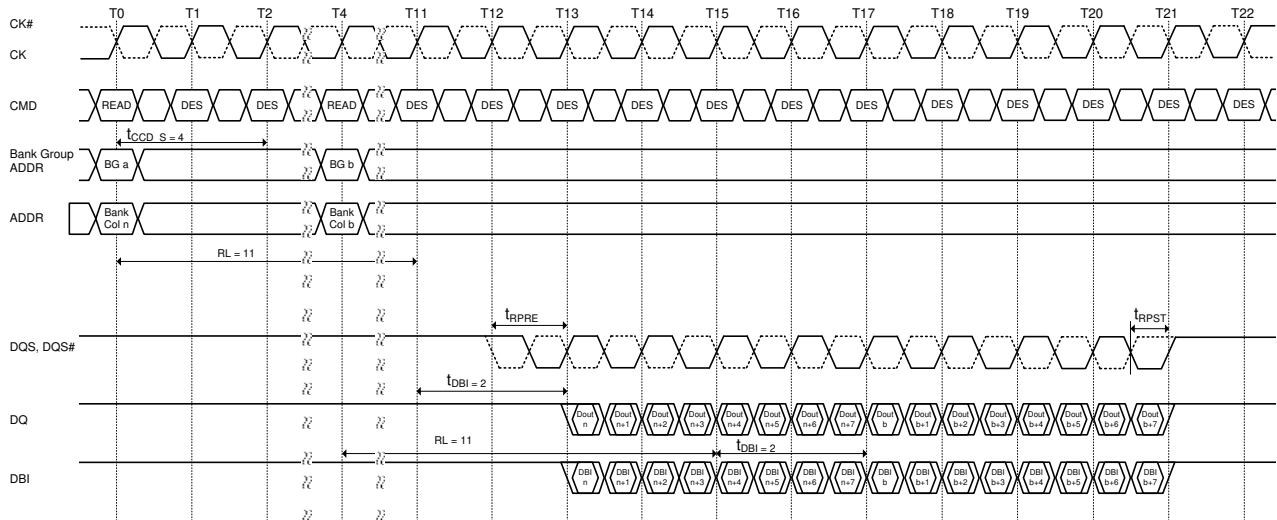 T0 T1 T2 T4 T11 T12 T13 T14 T15 T16 T17 T18 T19 T20 T21 T22
CK#
CK
CMD READ DES DES READ DES DES DES DES DES DES DES DES DES DES DES DES
tCCD_S = 4
Bank Group
ADDR
BG a BG b
ADDR
Bank
Col n
Bank
Col b
RL = 11
tRPRE tRPST
DQS, DQS#
tDBI = 2
DQ
Dout
n
Dout
n+1
Dout
n+2
Dout
n+3
Dout
n+4
Dout
n+5
Dout
n+6
Dout
n+7
Dout
b
Dout
b+1
Dout
b+2
Dout
b+3
Dout
b+4
Dout
b+5
Dout
b+6
Dout
b+7
RL = 11 tDBI = 2
DBI
DBI
n
DBI
n+1
DBI
n+2
DBI
n+3
DBI
n+4
DBI
n+5
DBI
n+6
DBI
n+7
DBI
b
DBI
b+1
DBI
b+2
DBI
b+3
DBI
b+4
DBI
b+5
DBI
b+6
DBI
b+7